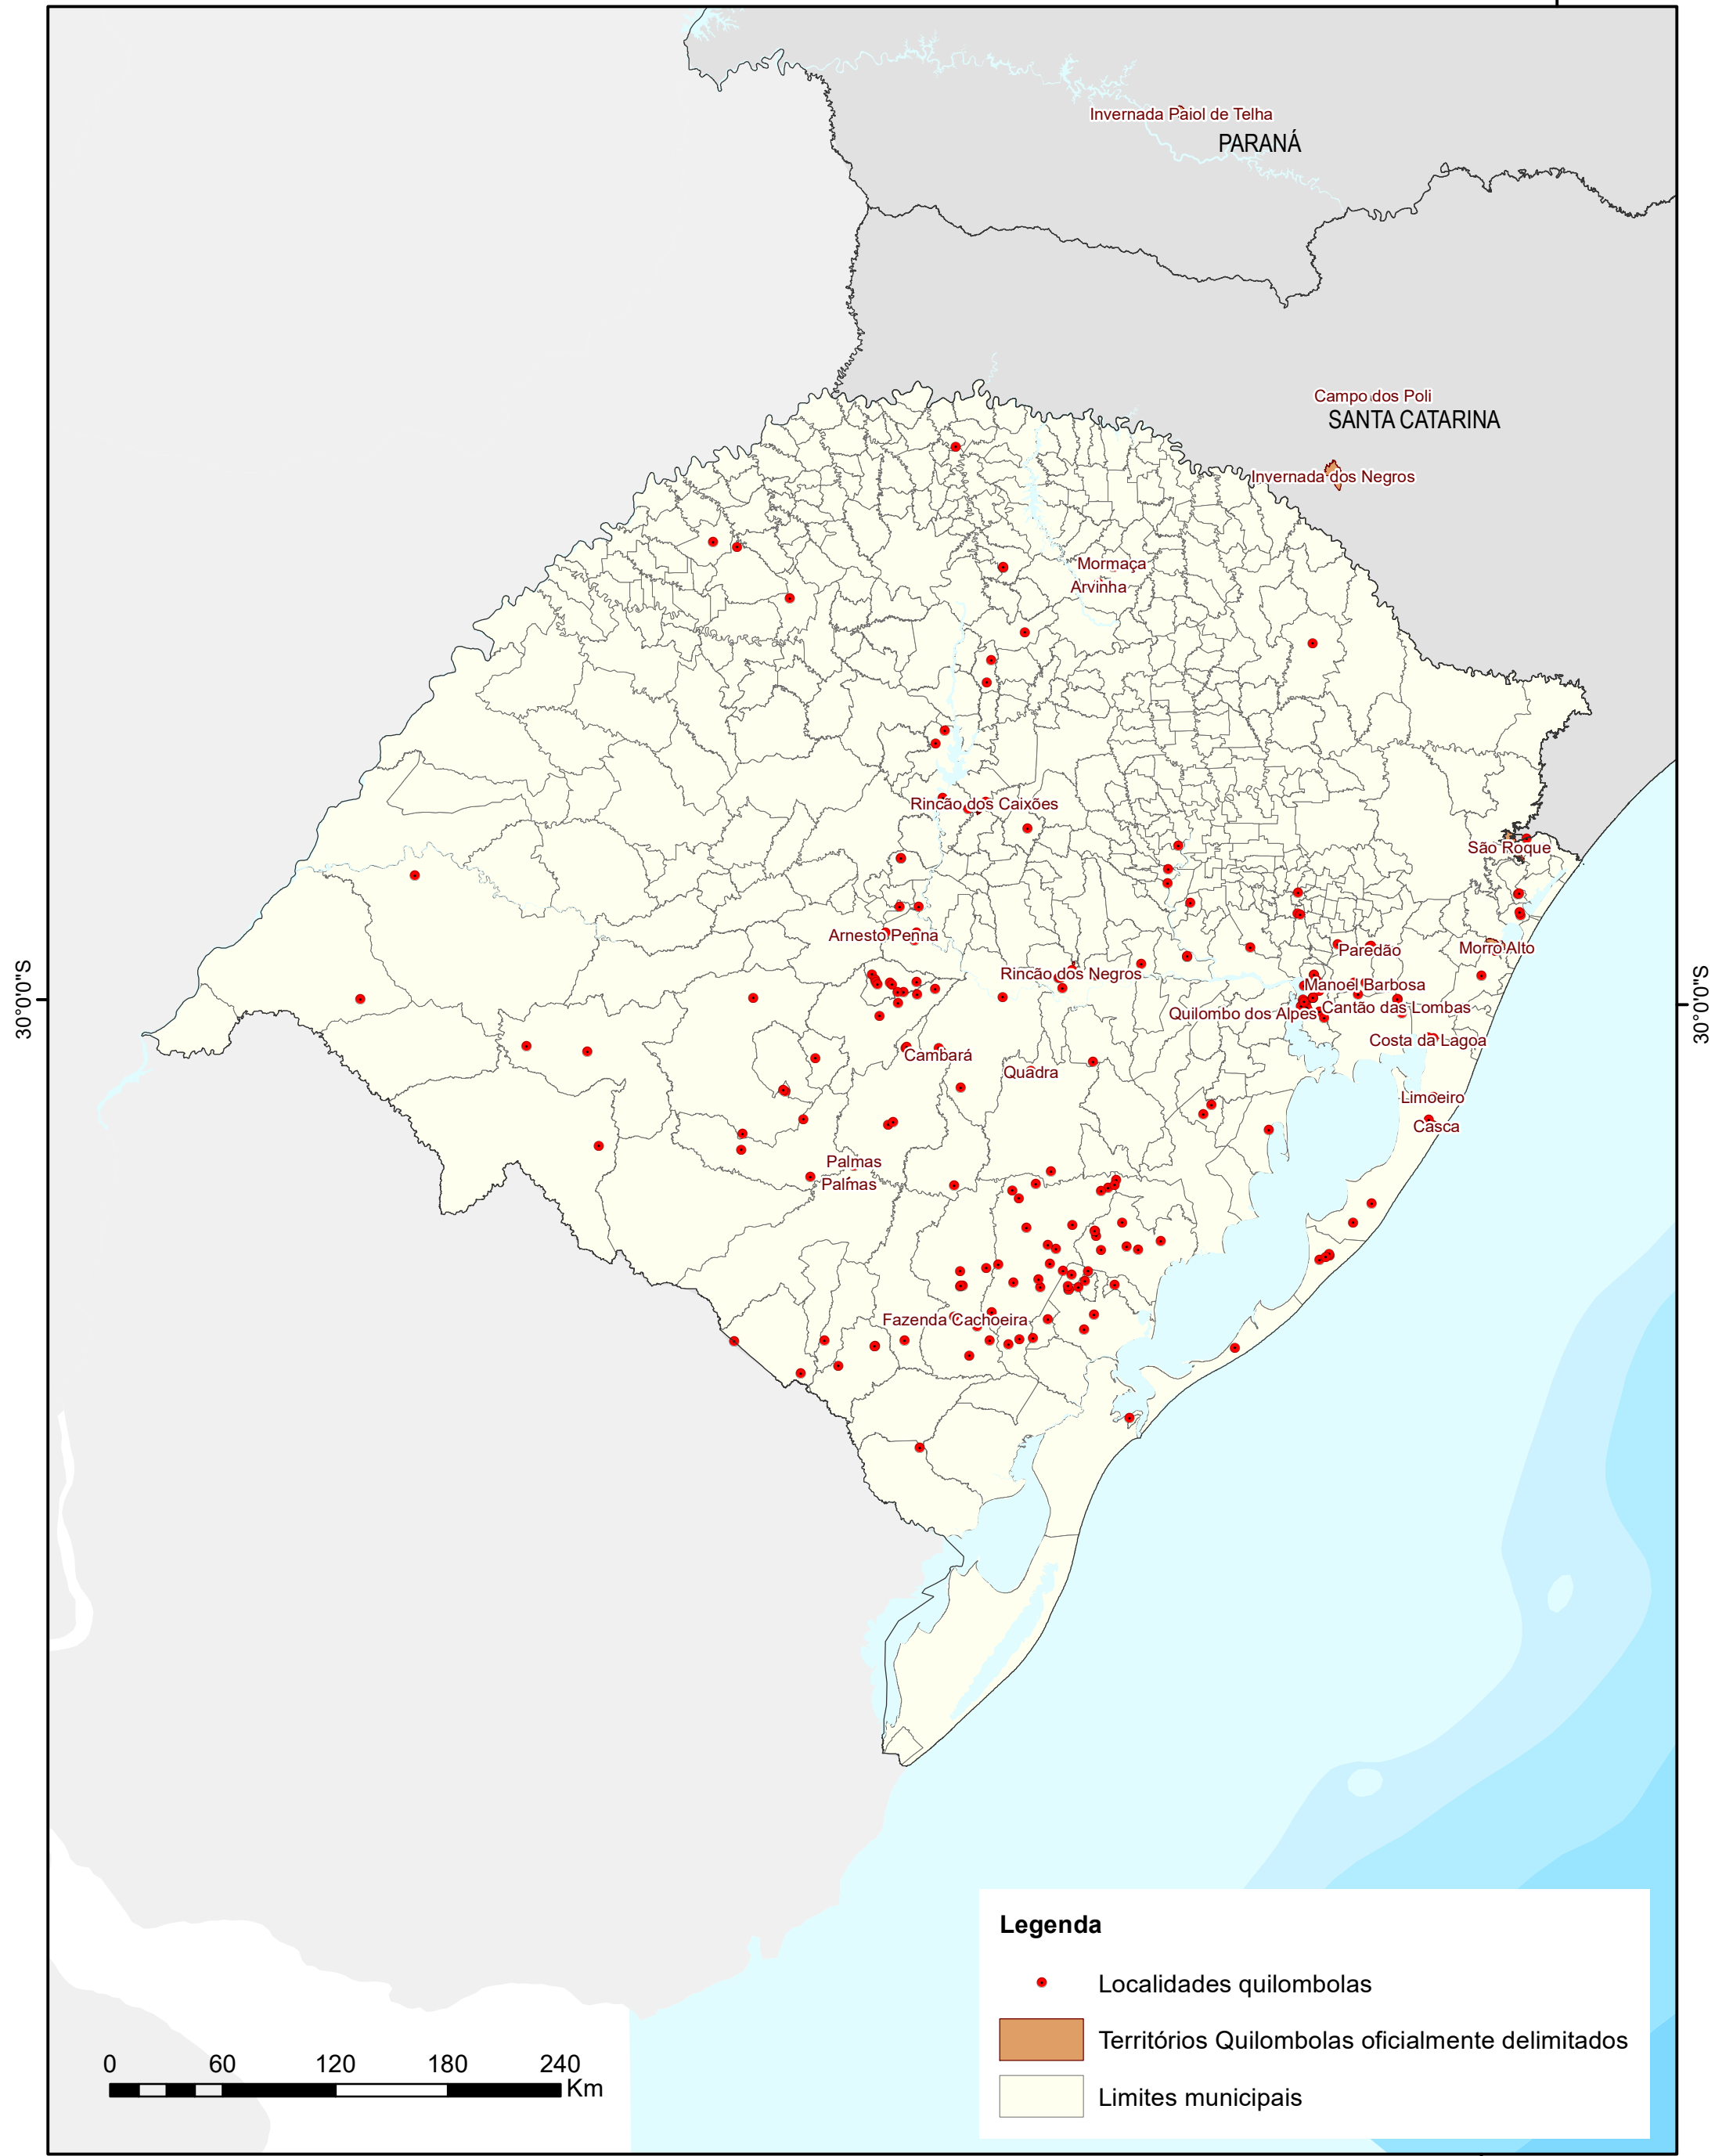 Invernada Paiol de Telha
PARANÁ
Campo dos Poli
SANTA CATARINA
Invernada dos Negros
Mormaça
Arvinha
Rincão dos Caixões
São Roque
Arnesto Penna
Paredão
Morro Alto
Rincão dos Negros
Manoel Barbosa
30°0'0"S
30°0'0"S
Cantão das Lombas
Quilombo dos Alpes
Costa da Lagoa
Cambará
Quadra
Limoeiro
Casca
Palmas
Palmas
Fazenda Cachoeira
Legenda
Localidades quilombolas
Territórios Quilombolas oficialmente delimitados
Limites municipais
0 60 120 180 240
Km